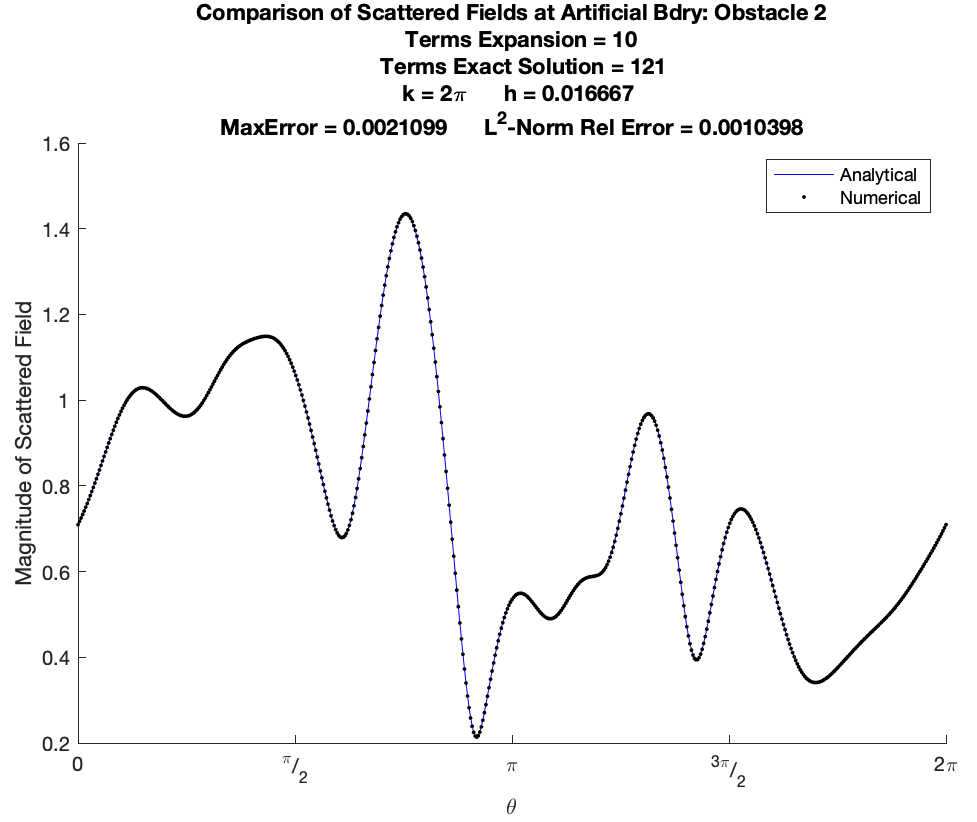 Comparison of Scattered Fields at Artificial Bdry: Obstacle 2
Terms Expansion = 10
Terms Exact Solution = 121
k = 2π h = 0.016667
MaxError = 0.0021099 L²-Norm Rel Error = 0.0010398
Analytical
Numerical
Magnitude of Scattered Field
1.6
1.4
1.2
1
0.8
0.6
0.4
0.2
0 π/2 π 3π/2 2π
θ